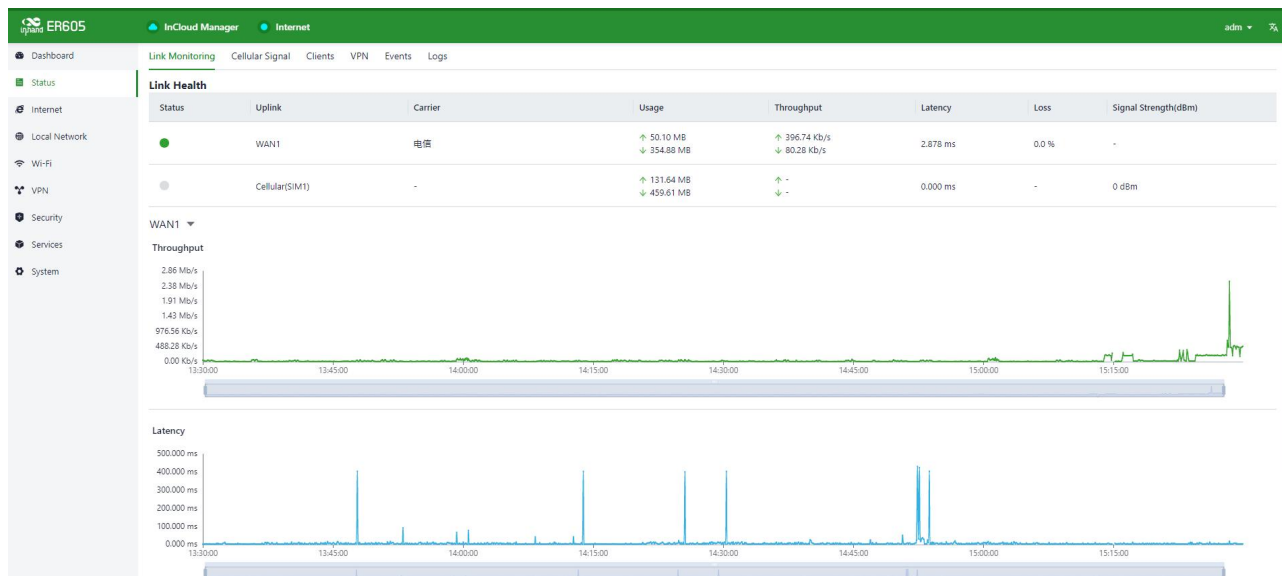 inhand ER605 InCloud Manager Internet adm
Dashboard
Status
Internet
Local Network
Wi-Fi
VPN
Security
Services
System
Link Monitoring Cellular Signal Clients VPN Events Logs
Link Health
Status Uplink Carrier Usage Throughput Latency Loss Signal Strength(dBm)
WAN1 电信 ↑ 50.10 MB ↑ 396.74 Kb/s 2.878 ms 0.0 % -
↓ 354.88 MB ↓ 80.28 Kb/s
Cellular(SIM1) - ↑ 131.64 MB ↑ - 0.000 ms - 0 dBm
↓ 459.61 MB ↓ -
WAN1
Throughput
2.86 Mb/s
2.38 Mb/s
1.91 Mb/s
1.43 Mb/s
976.56 Kb/s
488.28 Kb/s
0.00 Kb/s
13:30:00 13:45:00 14:00:00 14:15:00 14:30:00 14:45:00 15:00:00 15:15:00
Latency
500.000 ms
400.000 ms
300.000 ms
200.000 ms
100.000 ms
0.000 ms
13:30:00 13:45:00 14:00:00 14:15:00 14:30:00 14:45:00 15:00:00 15:15:00